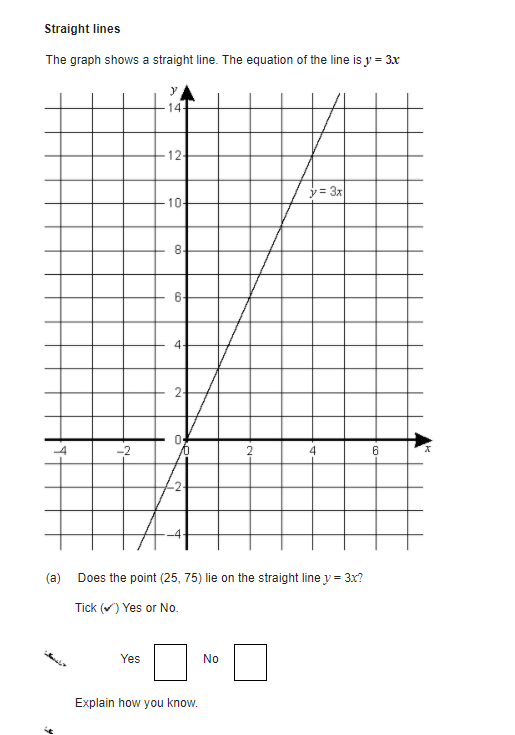 Straight lines
The graph shows a straight line. The equation of the line is y = 3x
y
14
12
y = 3x
10
8
6
4
2
0
-4 -2 0 2 4 6 x
-2
-4
(a) Does the point (25, 75) lie on the straight line y = 3x?
Tick (✓) Yes or No.
Yes No
Explain how you know.